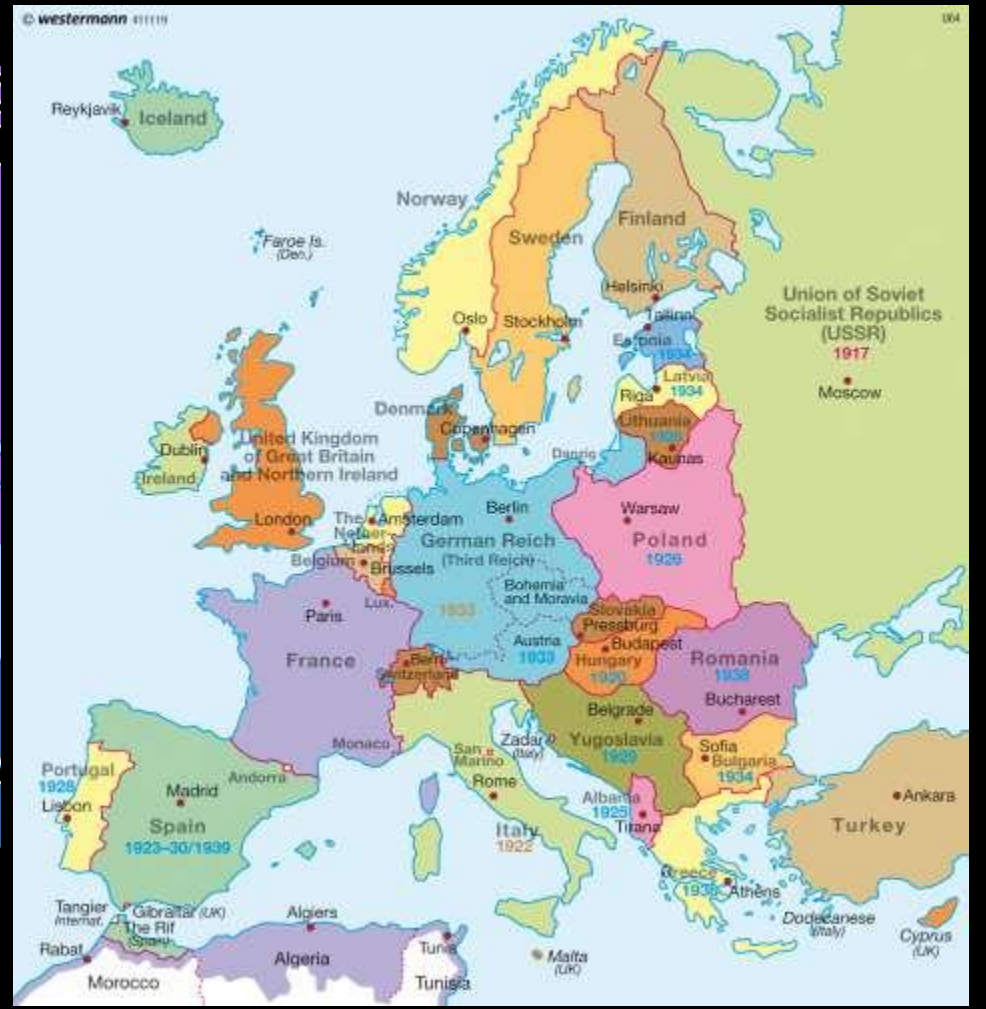 © westermann 411119
U64
Reykjavik
Iceland
Faroe Is.
(Den.)
Norway
Sweden
Finland
Helsinki
Oslo
Stockholm
Tallinn
Estonia
1934
Union of Soviet
Socialist Republics
(USSR)
1917
Moscow
Latvia
1934
Riga
Lithuania
Kaunas
Denmark
Copenhagen
Danzig
United Kingdom
of Great Britain
and Northern Ireland
Dublin
Ireland
London
The
Nether-
lands
Amsterdam
Belgium
Brussels
Lux.
Berlin
German Reich
(Third Reich)
1933
Bohemia
and Moravia
Austria
1933
Warsaw
Poland
1926
Slovakia
Pressburg
Budapest
Hungary
1920
Paris
France
Bern
Switzerland
Romania
1938
Bucharest
Belgrade
Yugoslavia
1929
Sofia
Bulgaria
1934
Monaco
San
Marino
Zadar
(Italy)
Rome
Italy
1922
Albania
1925
Tirana
Greece
Athens
Dodecanese
(Italy)
Turkey
Ankara
Cyprus
(UK)
Andorra
Portugal
1928
Lisbon
Madrid
Spain
1923–30/1939
Tangier
Internat.
Gibraltar (UK)
The Rif
(Spain)
Rabat
Morocco
Algiers
Algeria
Tunis
Tunisia
Malta
(UK)